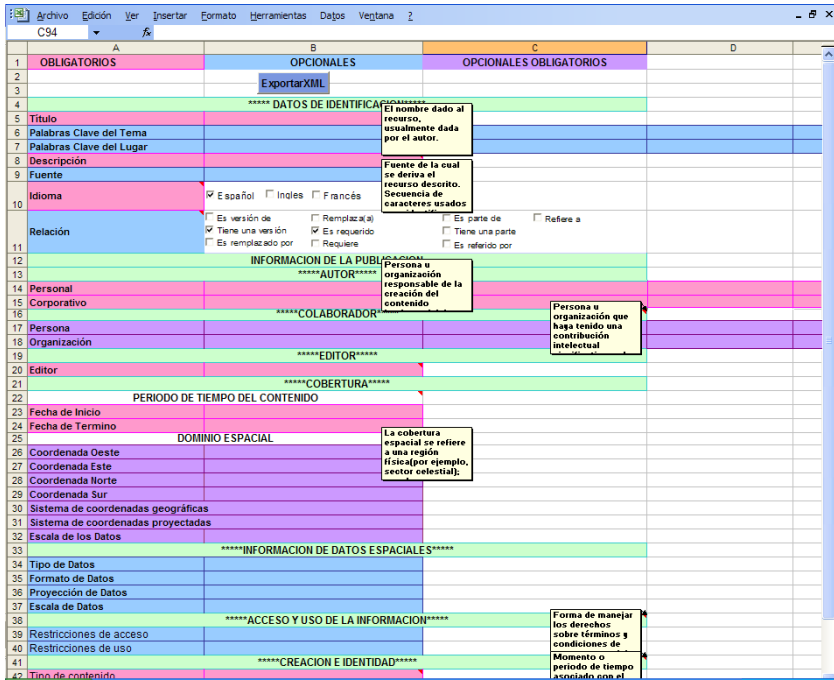 Archivo Edición Ver Insertar Formato Herramientas Datos Ventana ?
C94 fx
A B C D
1 OBLIGATORIOS OPCIONALES OPCIONALES OBLIGATORIOS
2
ExportarXML
3
4 ***** DATOS DE IDENTIFICACION*****
El nombre dado al
recurso,
usualmente dada
por el autor.
5 Título
6 Palabras Clave del Tema
7 Palabras Clave del Lugar
8 Descripción
9 Fuente
Fuente de la cual
se deriva el
recurso descrito.
Secuencia de
caracteres usados
10 Idioma Español Ingles Francés
11 Relación
Es versión de Remplaza(a) Es parte de Refiere a
Tiene una versión Es requerido Tiene una parte
Es remplazado por Requiere Es referido por
12 INFORMACION DE LA PUBLICACION
13 *****AUTOR*****
Persona u
organización
responsable de la
creación del
contenido
14 Personal
15 Corporativo
16 *****COLABORADOR*****
Persona u
organización que
haya tenido una
contribución
intelectual
17 Persona
18 Organización
19 *****EDITOR*****
20 Editor
21 *****COBERTURA*****
22 PERIODO DE TIEMPO DEL CONTENIDO
23 Fecha de Inicio
24 Fecha de Termino
25 DOMINIO ESPACIAL
La cobertura
espacial se refiere
a una región
física(por ejemplo,
sector celestial);
26 Coordenada Oeste
27 Coordenada Este
28 Coordenada Norte
29 Coordenada Sur
30 Sistema de coordenadas geográficas
31 Sistema de coordenadas proyectadas
32 Escala de los Datos
33 *****INFORMACION DE DATOS ESPACIALES*****
34 Tipo de Datos
35 Formato de Datos
36 Proyección de Datos
37 Escala de Datos
38 *****ACCESO Y USO DE LA INFORMACION*****
Forma de manejar
los derechos
sobre términos y
condiciones de
39 Restricciones de acceso
40 Restricciones de uso
41 *****CREACION E IDENTIDAD*****
Momento o
periodo de tiempo
asociado con el
42 Tipo de contenido